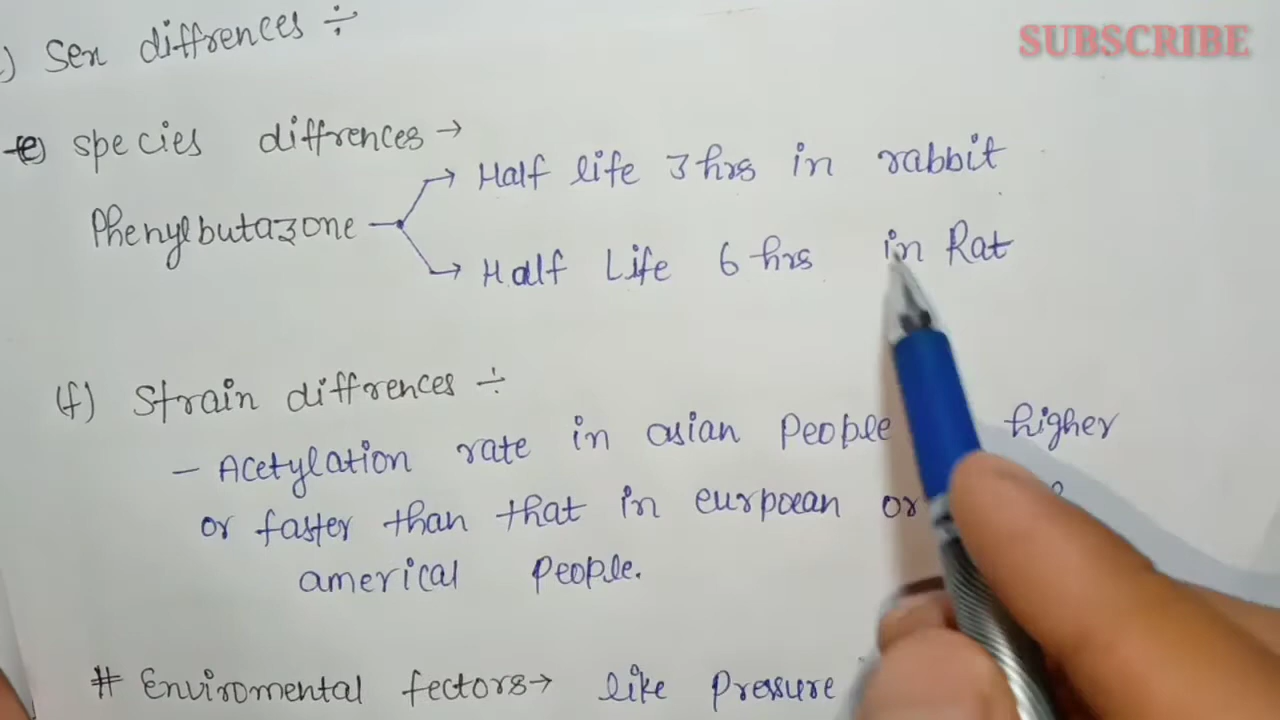 SUBSCRIBE
) Sex diffrences ÷
e) species diffrences →
→ Half life 3 hrs in rabbit
Phenylbutazone
→ Half Life 6 hrs in Rat
(f) Strain diffrences ÷
- Acetylation rate in asian People higher
or faster than that in eurpoean or
americal people.
# Enviromental fectors → like Pressure